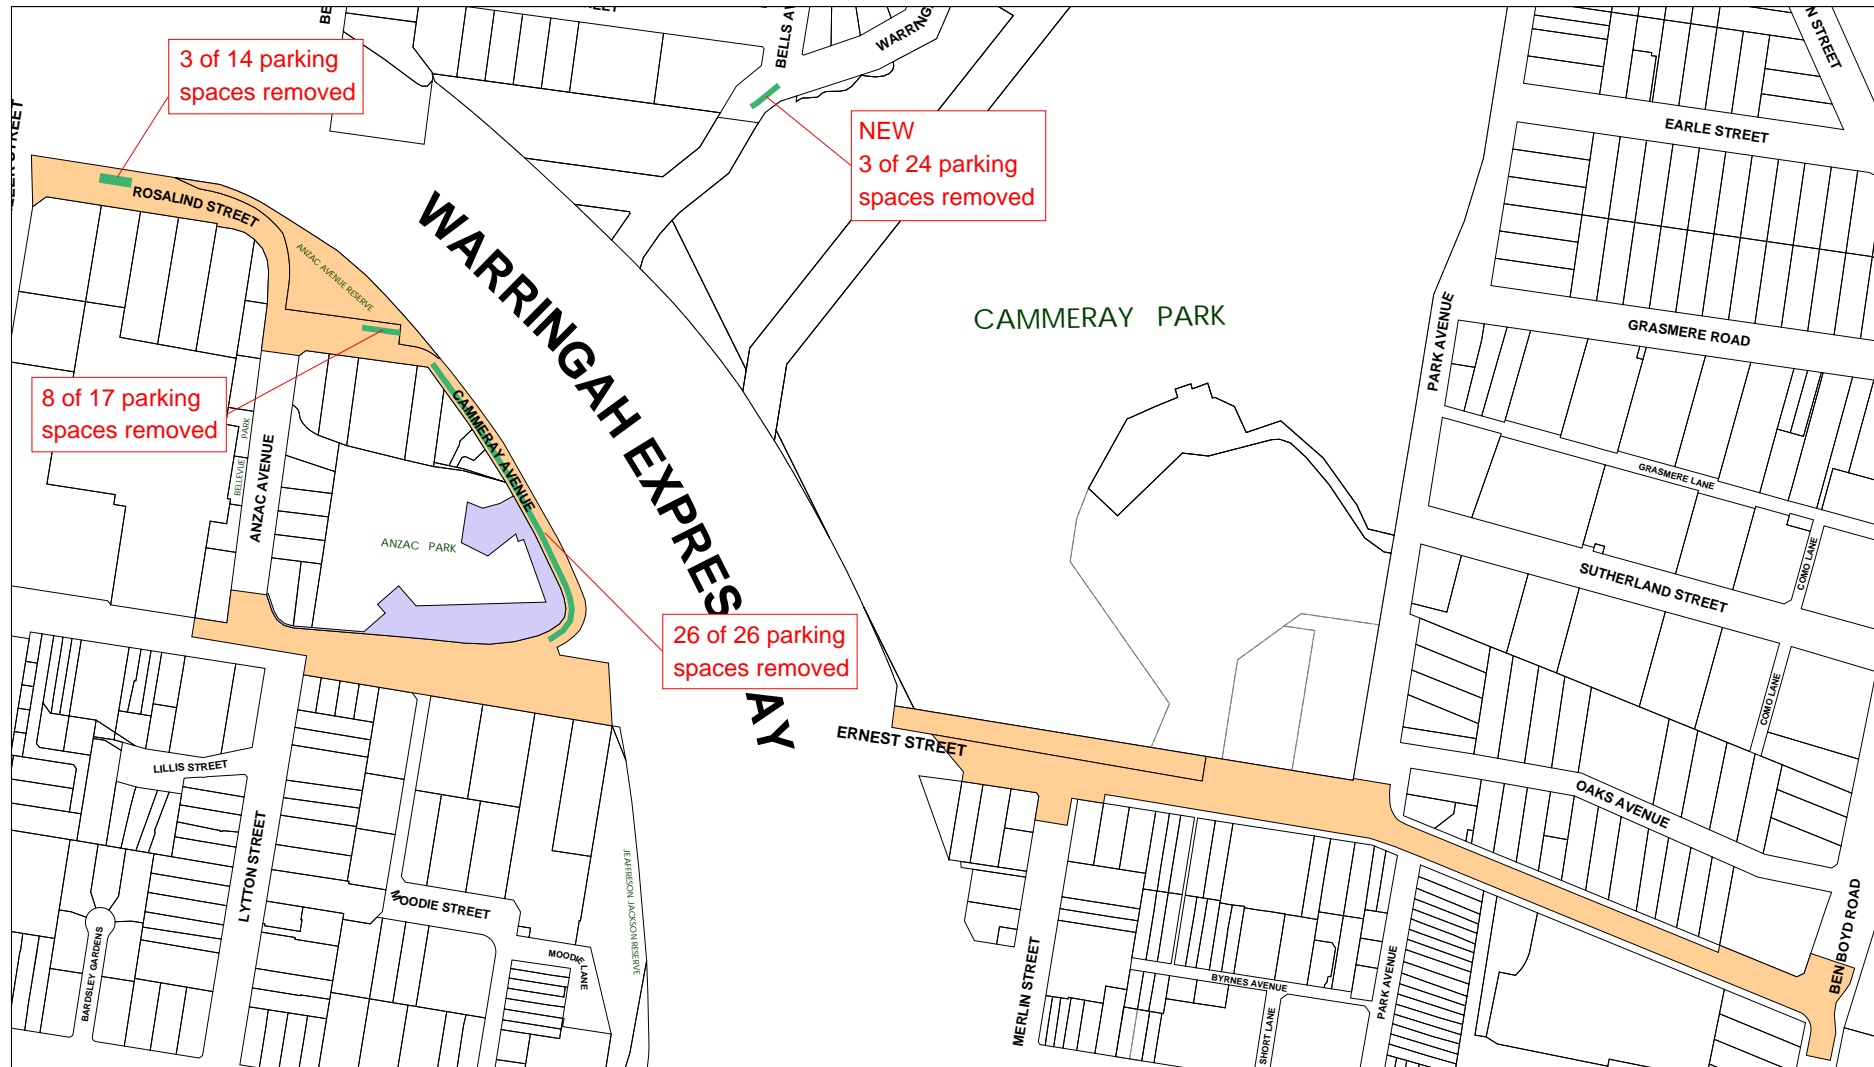 3 of 14 parking
spaces removed
NEW
3 of 24 parking
spaces removed
8 of 17 parking
spaces removed
26 of 26 parking
spaces removed
BELLS
EARLE STREET
ROSALIND STREET
ANZAC AVENUE RESERVE
WARRINGAH
CAMMERAY PARK
PARK AVENUE
GRASMERE ROAD
CAMMERAY AVENUE
BELLEVUE PARK
ANZAC AVENUE
GRASMERE LANE
ANZAC PARK
COMO LANE
SUTHERLAND STREET
COMO LANE
ERNEST STREET
LILLIS STREET
OAKS AVENUE
LYTTON STREET
JEAFFRESON JACKSON RESERVE
MOODIE STREET
MOODIE LANE
BARDSLEY GARDENS
MERLIN STREET
BYRNES AVENUE
PARK AVENUE
SHORT LANE
BEN BOYD ROAD